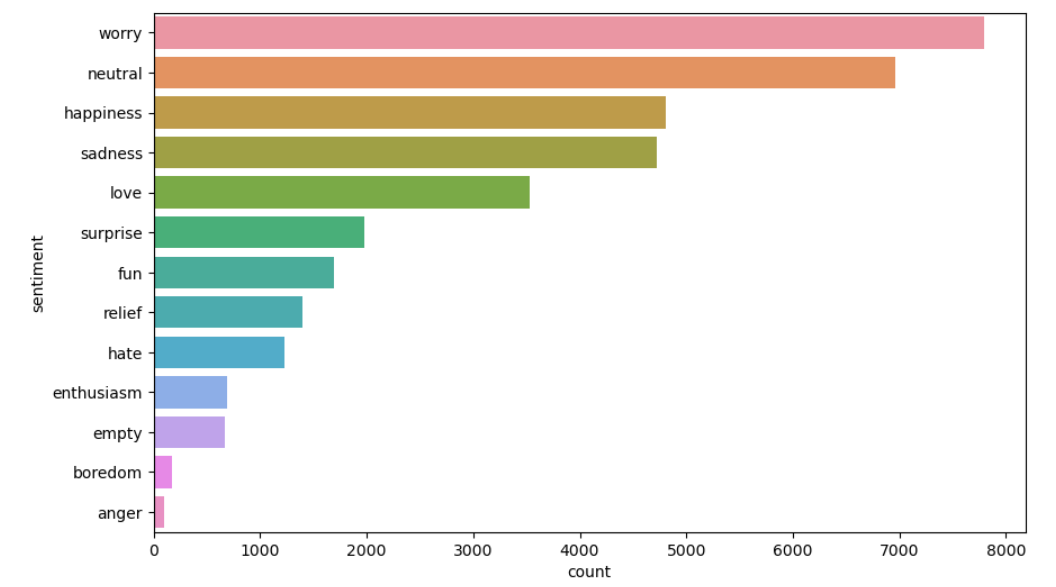 worry
neutral
happiness
sadness
love
surprise
fun
relief
hate
enthusiasm
empty
boredom
anger
sentiment
0 1000 2000 3000 4000 5000 6000 7000 8000
count